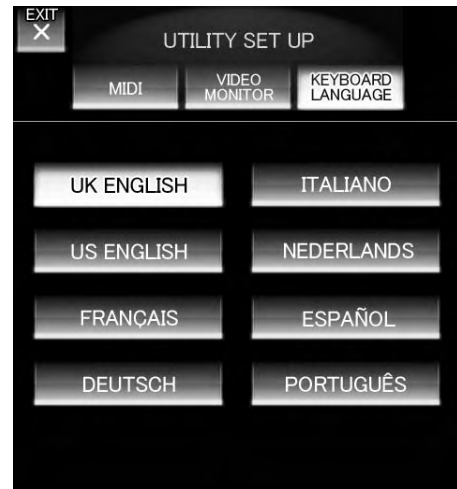 EXIT
×
UTILITY SET UP
MIDI
VIDEO
MONITOR
KEYBOARD
LANGUAGE
UK ENGLISH
ITALIANO
US ENGLISH
NEDERLANDS
FRANÇAIS
ESPAÑOL
DEUTSCH
PORTUGUÊS